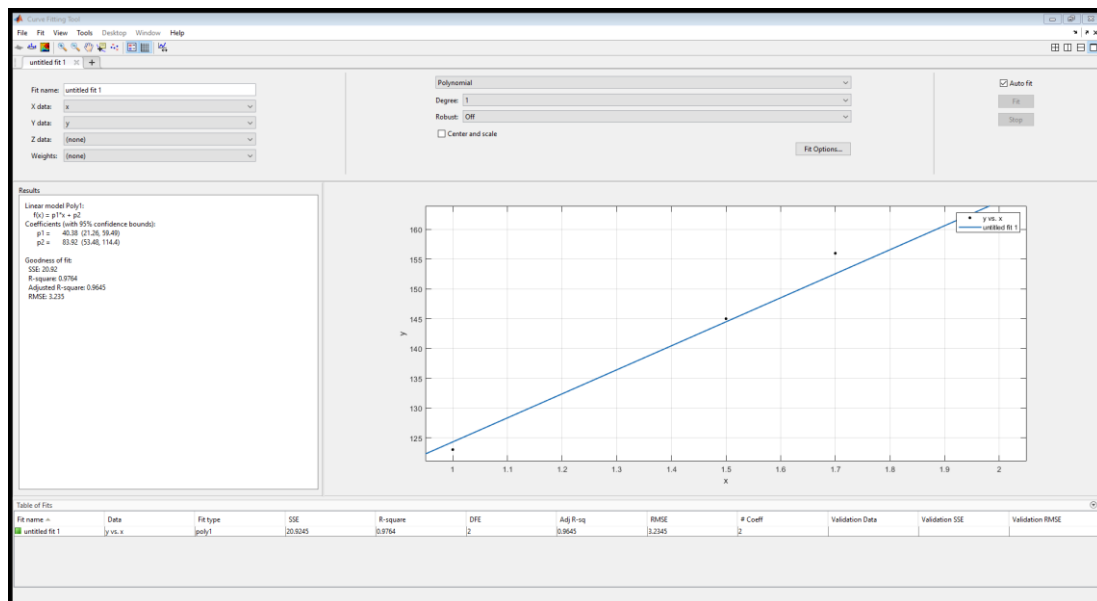 Curve Fitting Tool
File Fit View Tools Desktop Window Help
untitled fit 1
Fit name: untitled fit 1
X data: x
Y data: y
Z data: (none)
Weights: (none)
Polynomial
Degree: 1
Robust: Off
Center and scale
Fit Options...
Auto fit
Fit
Stop
Results
Linear model Poly1:
f(x) = p1*x + p2
Coefficients (with 95% confidence bounds):
p1 = 40.38 (21.26, 59.49)
p2 = 83.92 (53.48, 114.4)
Goodness of fit:
SSE: 20.92
R-square: 0.9764
Adjusted R-square: 0.9645
RMSE: 3.235
y vs. x
untitled fit 1
160
155
150
145
140
135
130
125
y
1 1.1 1.2 1.3 1.4 1.5 1.6 1.7 1.8 1.9 2
x
Table of Fits
Fit name Data Fit type SSE R-square DFE Adj R-sq RMSE # Coeff Validation Data Validation SSE Validation RMSE
untitled fit 1 y vs. x poly1 20.9245 0.9764 2 0.9645 3.2345 2